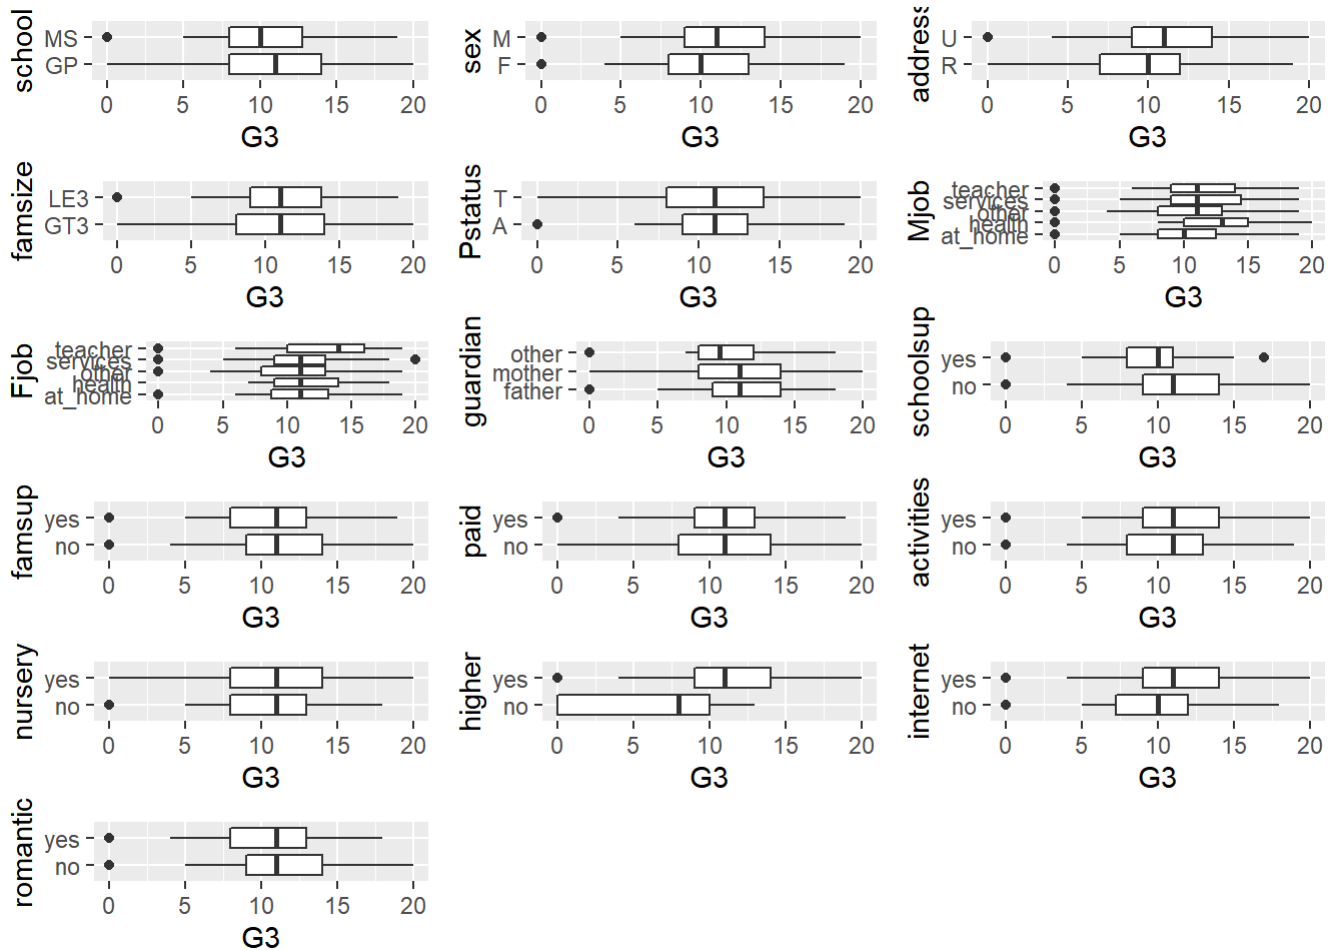 school
MS
GP
0 5 10 15 20
G3
sex
M
F
0 5 10 15 20
G3
address
U
R
0 5 10 15 20
G3
famsize
LE3
GT3
0 5 10 15 20
G3
Pstatus
T
A
0 5 10 15 20
G3
Mjob
teacher
services
other
health
at_home
0 5 10 15 20
G3
Fjob
teacher
services
other
health
at_home
0 5 10 15 20
G3
guardian
other
mother
father
0 5 10 15 20
G3
schoolsup
yes
no
0 5 10 15 20
G3
famsup
yes
no
0 5 10 15 20
G3
paid
yes
no
0 5 10 15 20
G3
activities
yes
no
0 5 10 15 20
G3
nursery
yes
no
0 5 10 15 20
G3
higher
yes
no
0 5 10 15 20
G3
internet
yes
no
0 5 10 15 20
G3
romantic
yes
no
0 5 10 15 20
G3